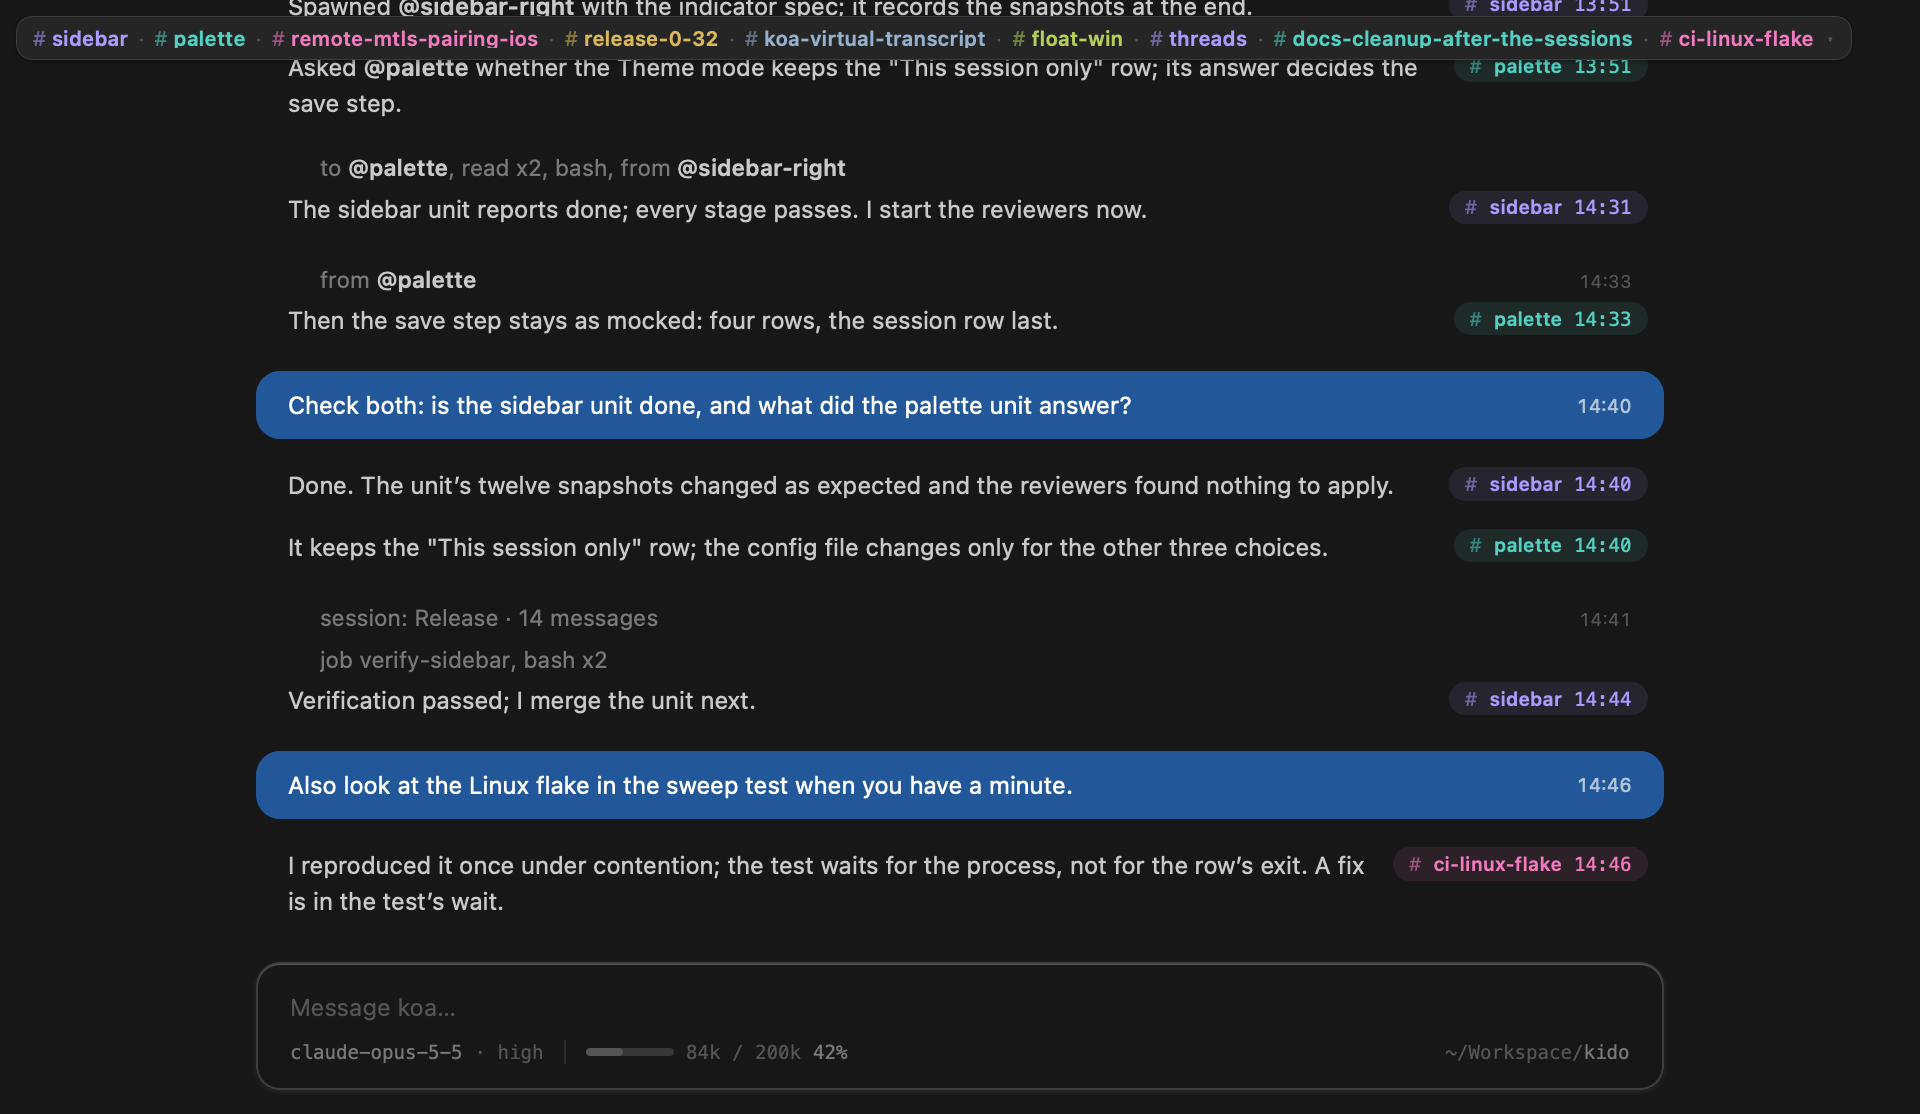 Spawned @sidebar-right with the indicator spec; it records the snapshots at the end.
# sidebar 13:51
# sidebar · # palette · # remote-mtls-pairing-ios · # release-0-32 · # koa-virtual-transcript · # float-win · # threads · # docs-cleanup-after-the-sessions · # ci-linux-flake
Asked @palette whether the Theme mode keeps the "This session only" row; its answer decides the
# palette 13:51
save step.
to @palette, read x2, bash, from @sidebar-right
The sidebar unit reports done; every stage passes. I start the reviewers now.
# sidebar 14:31
from @palette
14:33
Then the save step stays as mocked: four rows, the session row last.
# palette 14:33
Check both: is the sidebar unit done, and what did the palette unit answer?
14:40
Done. The unit’s twelve snapshots changed as expected and the reviewers found nothing to apply.
# sidebar 14:40
It keeps the "This session only" row; the config file changes only for the other three choices.
# palette 14:40
session: Release · 14 messages
14:41
job verify-sidebar, bash x2
Verification passed; I merge the unit next.
# sidebar 14:44
Also look at the Linux flake in the sweep test when you have a minute.
14:46
I reproduced it once under contention; the test waits for the process, not for the row’s exit. A fix
# ci-linux-flake 14:46
is in the test’s wait.
Message koa…
claude-opus-5-5 · high
84k / 200k 42%
~/Workspace/kido